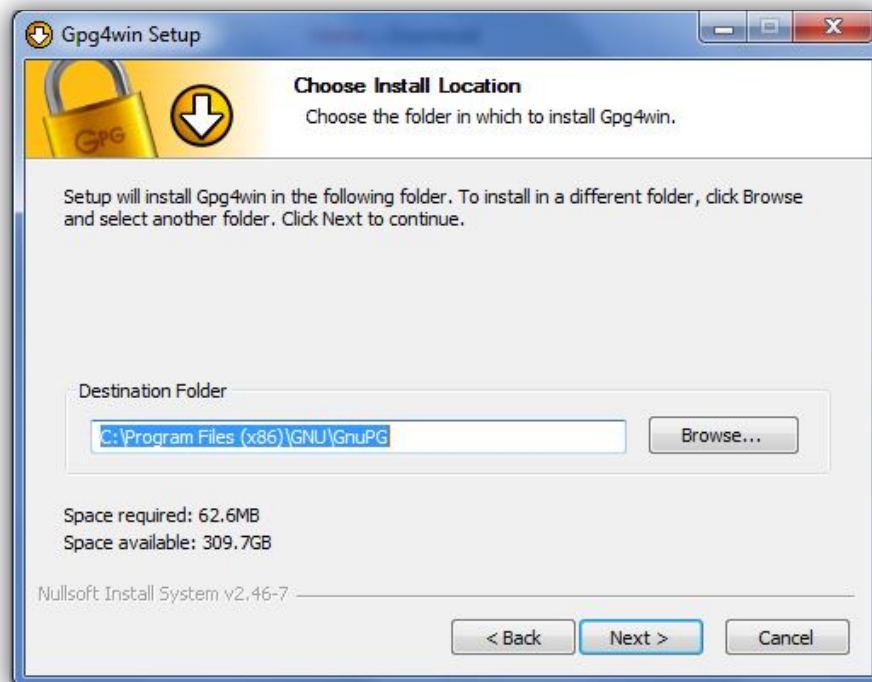 Gpg4win Setup
GPG
Choose Install Location
Choose the folder in which to install Gpg4win.
Setup will install Gpg4win in the following folder. To install in a different folder, click Browse
and select another folder. Click Next to continue.
Destination Folder
C:\Program Files (x86)\GNU\GnuPG
Browse...
Space required: 62.6MB
Space available: 309.7GB
Nullsoft Install System v2.46-7
< Back
Next >
Cancel